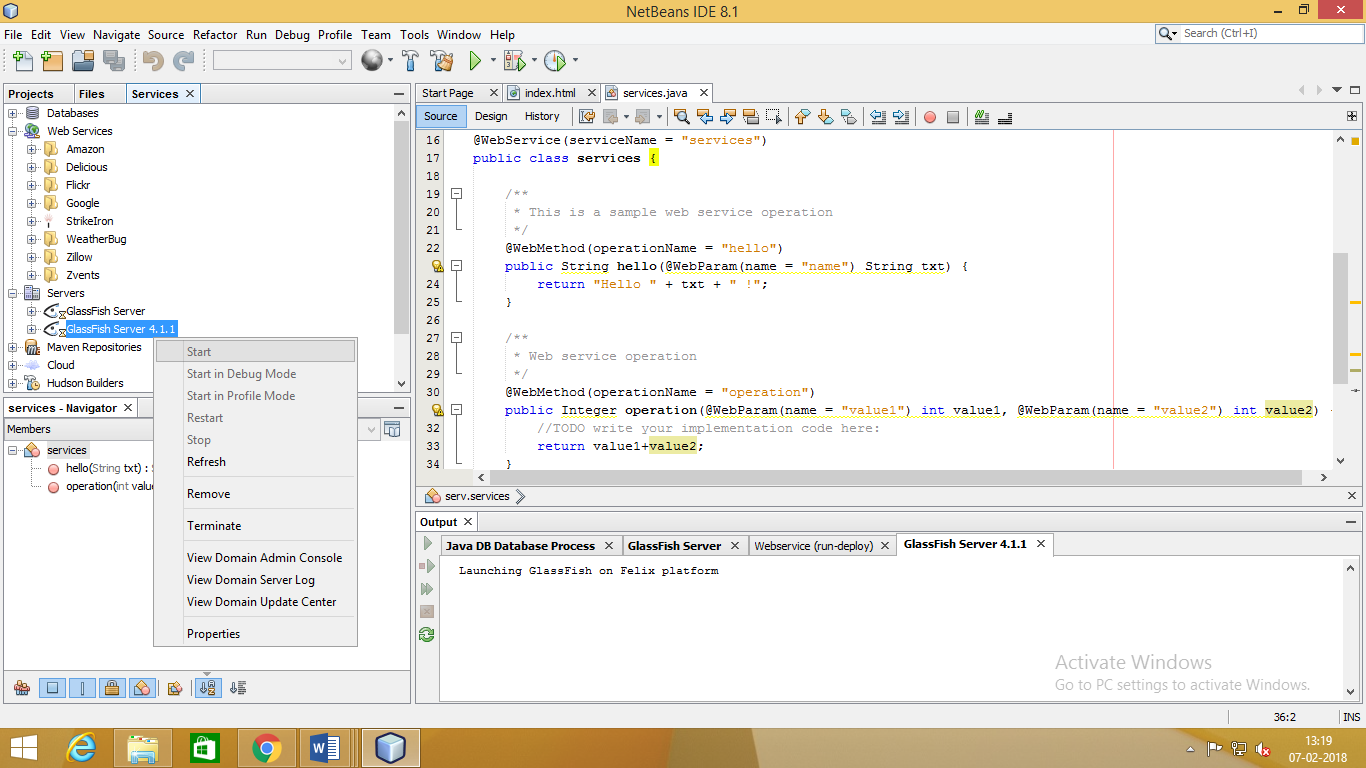 NetBeans IDE 8.1
File Edit View Navigate Source Refactor Run Debug Profile Team Tools Window Help
Search (Ctrl+I)
Projects Files Services
Databases
Web Services
Amazon
Delicious
Flickr
Google
StrikeIron
WeatherBug
Zillow
Zvents
Servers
GlassFish Server
GlassFish Server 4.1.1
Maven Repositories
Cloud
Hudson Builders
Start
Start in Debug Mode
Start in Profile Mode
Restart
Stop
Refresh
Remove
Terminate
View Domain Admin Console
View Domain Server Log
View Domain Update Center
Properties
services - Navigator
Members
services
hello(String txt) :
operation(int value
Start Page index.html services.java
Source Design History
16 @WebService(serviceName = "services")
17 public class services {
18
19 /**
20 * This is a sample web service operation
21 */
22 @WebMethod(operationName = "hello")
public String hello(@WebParam(name = "name") String txt) {
24 return "Hello " + txt + " !";
25 }
26
27 /**
28 * Web service operation
29 */
30 @WebMethod(operationName = "operation")
public Integer operation(@WebParam(name = "value1") int value1, @WebParam(name = "value2") int value2)
32 //TODO write your implementation code here:
33 return value1+value2;
34 }
serv.services
Output
Java DB Database Process GlassFish Server Webservice (run-deploy) GlassFish Server 4.1.1
Launching GlassFish on Felix platform
Activate Windows
Go to PC settings to activate Windows.
36:2 INS
13:19
07-02-2018